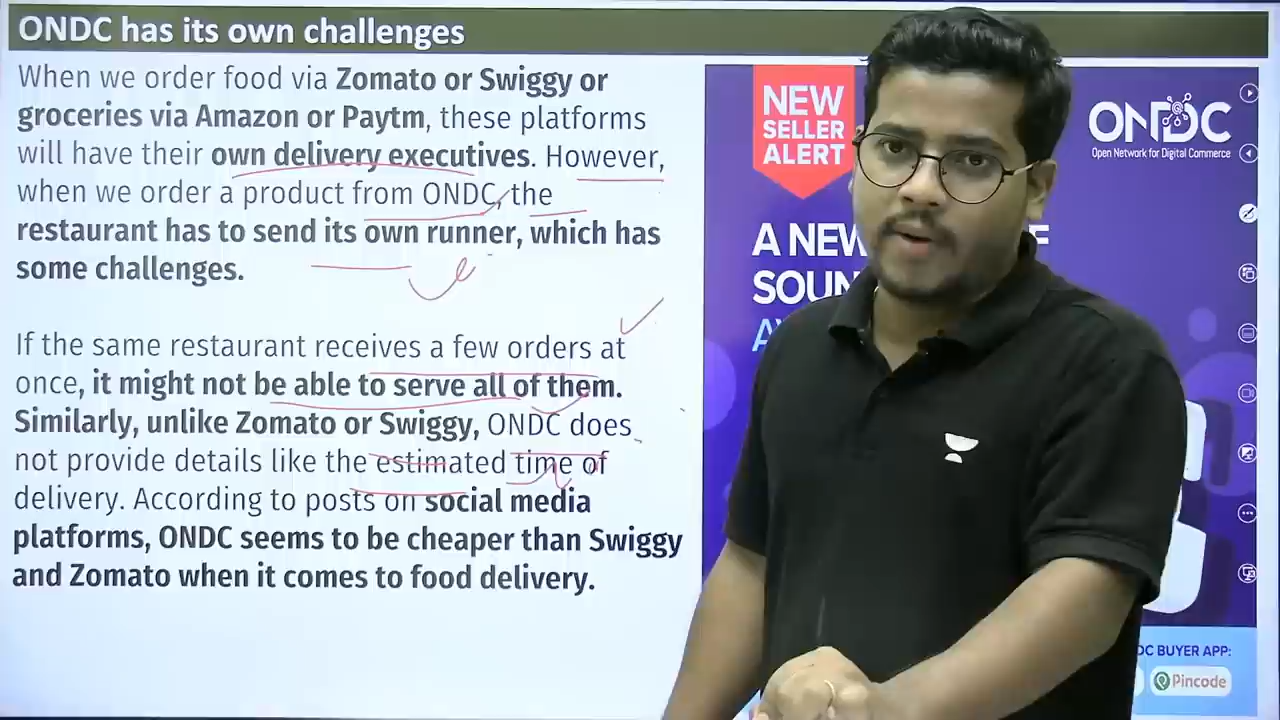 ONDC has its own challenges
When we order food via Zomato or Swiggy or
groceries via Amazon or Paytm, these platforms
will have their own delivery executives. However,
when we order a product from ONDC, the
restaurant has to send its own runner, which has
some challenges.
If the same restaurant receives a few orders at
once, it might not be able to serve all of them.
Similarly, unlike Zomato or Swiggy, ONDC does
not provide details like the estimated time of
delivery. According to posts on social media
platforms, ONDC seems to be cheaper than Swiggy
and Zomato when it comes to food delivery.
NEW
SELLER
ALERT
ONDC
Open Network for Digital Commerce
A NEW
SOUN
BUYER APP:
Pincode